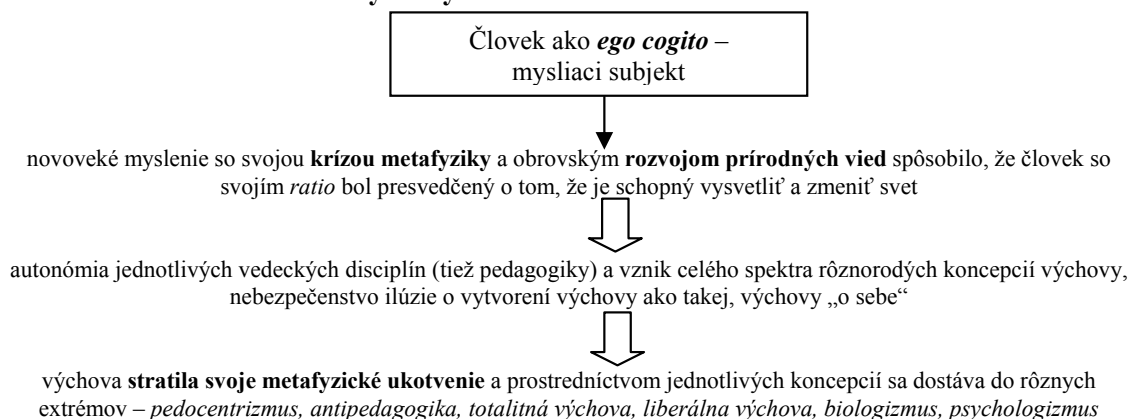 Človek ako ego cogito –
mysliaci subjekt
novoveké myslenie so svojou krízou metafyziky a obrovským rozvojom prírodných vied spôsobilo, že človek so
svojím ratio bol presvedčený o tom, že je schopný vysvetliť a zmeniť svet
autonómia jednotlivých vedeckých disciplín (tiež pedagogiky) a vznik celého spektra rôznorodých koncepcií výchovy,
nebezpečenstvo ilúzie o vytvorení výchovy ako takej, výchovy „o sebe“
výchova stratila svoje metafyzické ukotvenie a prostredníctvom jednotlivých koncepcií sa dostáva do rôznych
extrémov – pedocentrizmus, antipedagogika, totalitná výchova, liberálna výchova, biologizmus, psychologizmus